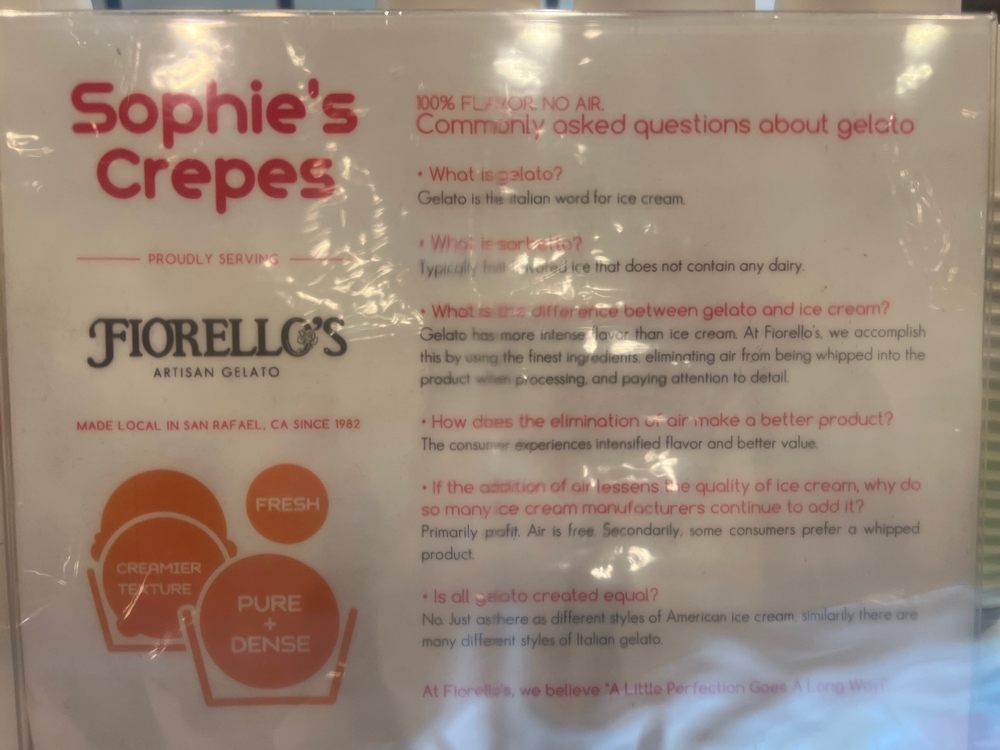 Sophie's
Crepes
PROUDLY SERVING
FIORELLO'S
ARTISAN GELATO
MADE LOCAL IN SAN RAFAEL, CA SINCE 1982
FRESH
CREAMIER
TEXTURE
PURE
+
DENSE
100% FLAVOR. NO AIR.
Commonly asked questions about gelato
• What is gelato?
Gelato is the italian word for ice cream.
• What is sorbetto?
Typically ice that does not contain any dairy.
• What is the difference between gelato and ice cream?
Gelato has more intense flavor than ice cream. At Fiorello's, we accomplish
this by using the finest ingredients, eliminating air from being whipped into the
product when processing, and paying attention to detail.
• How does the elimination of air make a better product?
The consumer experiences intensified flavor and better value.
• If the addition of air lessens the quality of ice cream, why do
so many ice cream manufacturers continue to add it?
Primarily profit. Air is free. Secondarily, some consumers prefer a whipped
product.
• Is all gelato created equal?
No. Just as there as different styles of American ice cream, similarily there are
many different styles of Italian gelato.
At Fiorello's, we believe "A Little Perfection Goes A Long Way!"